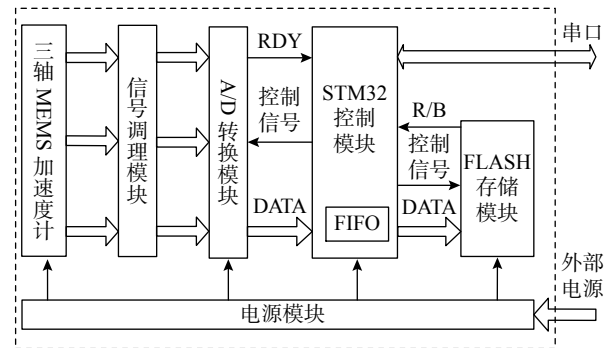 三轴 MEMS 加速度计
信号调理模块
A/D 转换模块
RDY
控制
信号
DATA
STM32
控制
模块
FIFO
串口
R/B
控制
信号
DATA
FLASH
存储
模块
外部
电源
电源模块